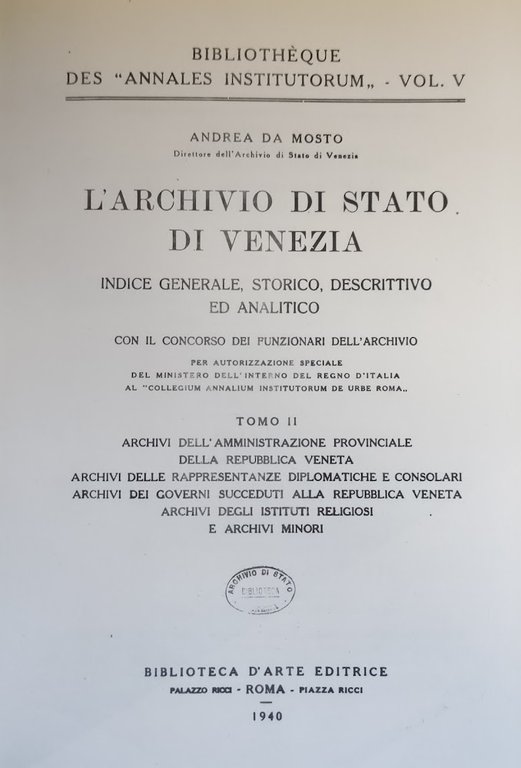 BIBLIOTHÈQUE
DES "ANNALES INSTITUTORUM„ - VOL. V
ANDREA DA MOSTO
Direttore dell'Archivio di Stato di Venezia
L'ARCHIVIO DI STATO
DI VENEZIA
INDICE GENERALE, STORICO, DESCRITTIVO
ED ANALITICO
CON IL CONCORSO DEI FUNZIONARI DELL'ARCHIVIO
PER AUTORIZZAZIONE SPECIALE
DEL MINISTERO DELL'INTERNO DEL REGNO D'ITALIA
AL "COLLEGIUM ANNALIUM INSTITUTORUM DE URBE ROMA„
TOMO II
ARCHIVI DELL'AMMINISTRAZIONE PROVINCIALE
DELLA REPUBBLICA VENETA
ARCHIVI DELLE RAPPRESENTANZE DIPLOMATICHE E CONSOLARI
ARCHIVI DEI GOVERNI SUCCEDUTI ALLA REPUBBLICA VENETA
ARCHIVI DEGLI ISTITUTI RELIGIOSI
E ARCHIVI MINORI
ARCHIVIO DI STATO
BIBLIOTECA
BIBLIOTECA D'ARTE EDITRICE
PALAZZO RICCI - ROMA - PIAZZA RICCI
1940